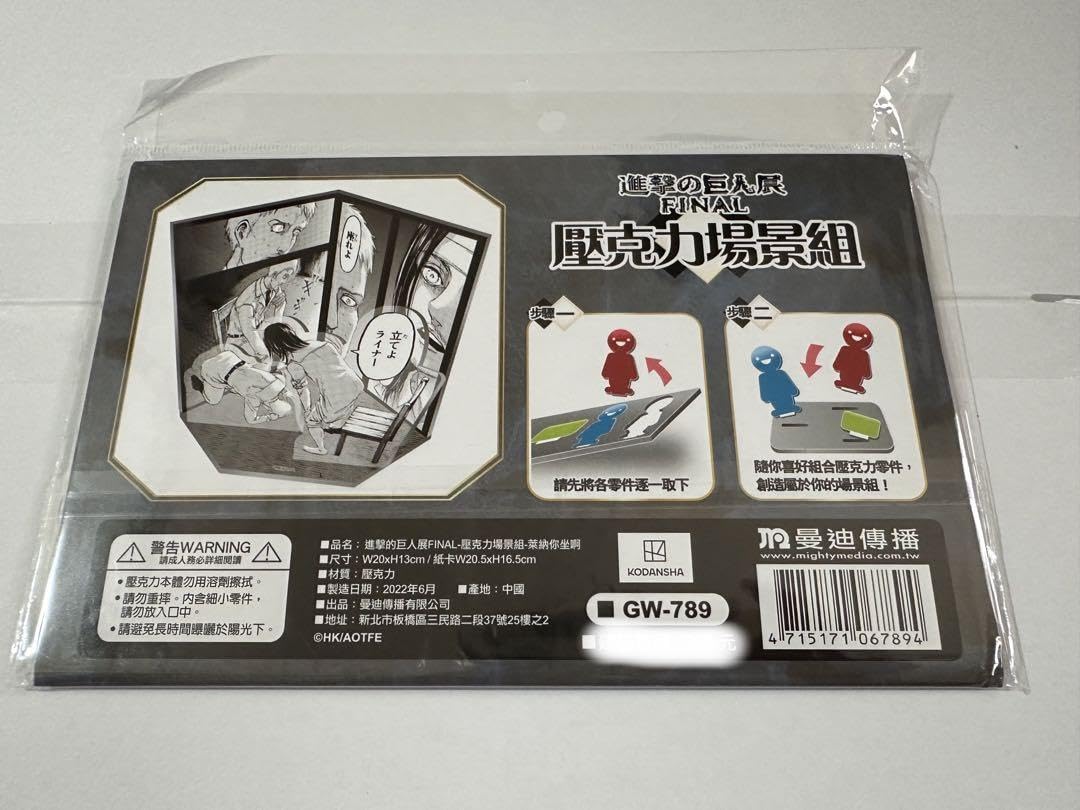 進撃の巨人展
FINAL
壓克力場景組
座れよ
立てよ
ライナー
步驟一
請先將各零件逐一取下
步驟二
隨你喜好組合壓克力零件，
創造屬於你的場景組！
警告WARNING
請成人務必詳細閱讀
•壓克力本體勿用溶劑擦拭。
•請勿重摔。內含細小零件，
請勿放入口中。
•請避免長時間曝曬於陽光下。
■品名：進擊的巨人展FINAL-壓克力場景組-萊納你坐啊
■尺寸：W20xH13cm / 紙卡W20.5xH16.5cm
■材質：壓克力
■製造日期：2022年6月 ■產地：中國
■出品：曼迪傳播有限公司
■地址：新北市板橋區三民路二段37號25樓之2
©HK/AOTFE
KODANSHA
■ GW-789
元
曼迪傳播
www.mightymedia.com.tw
4 715171 067894